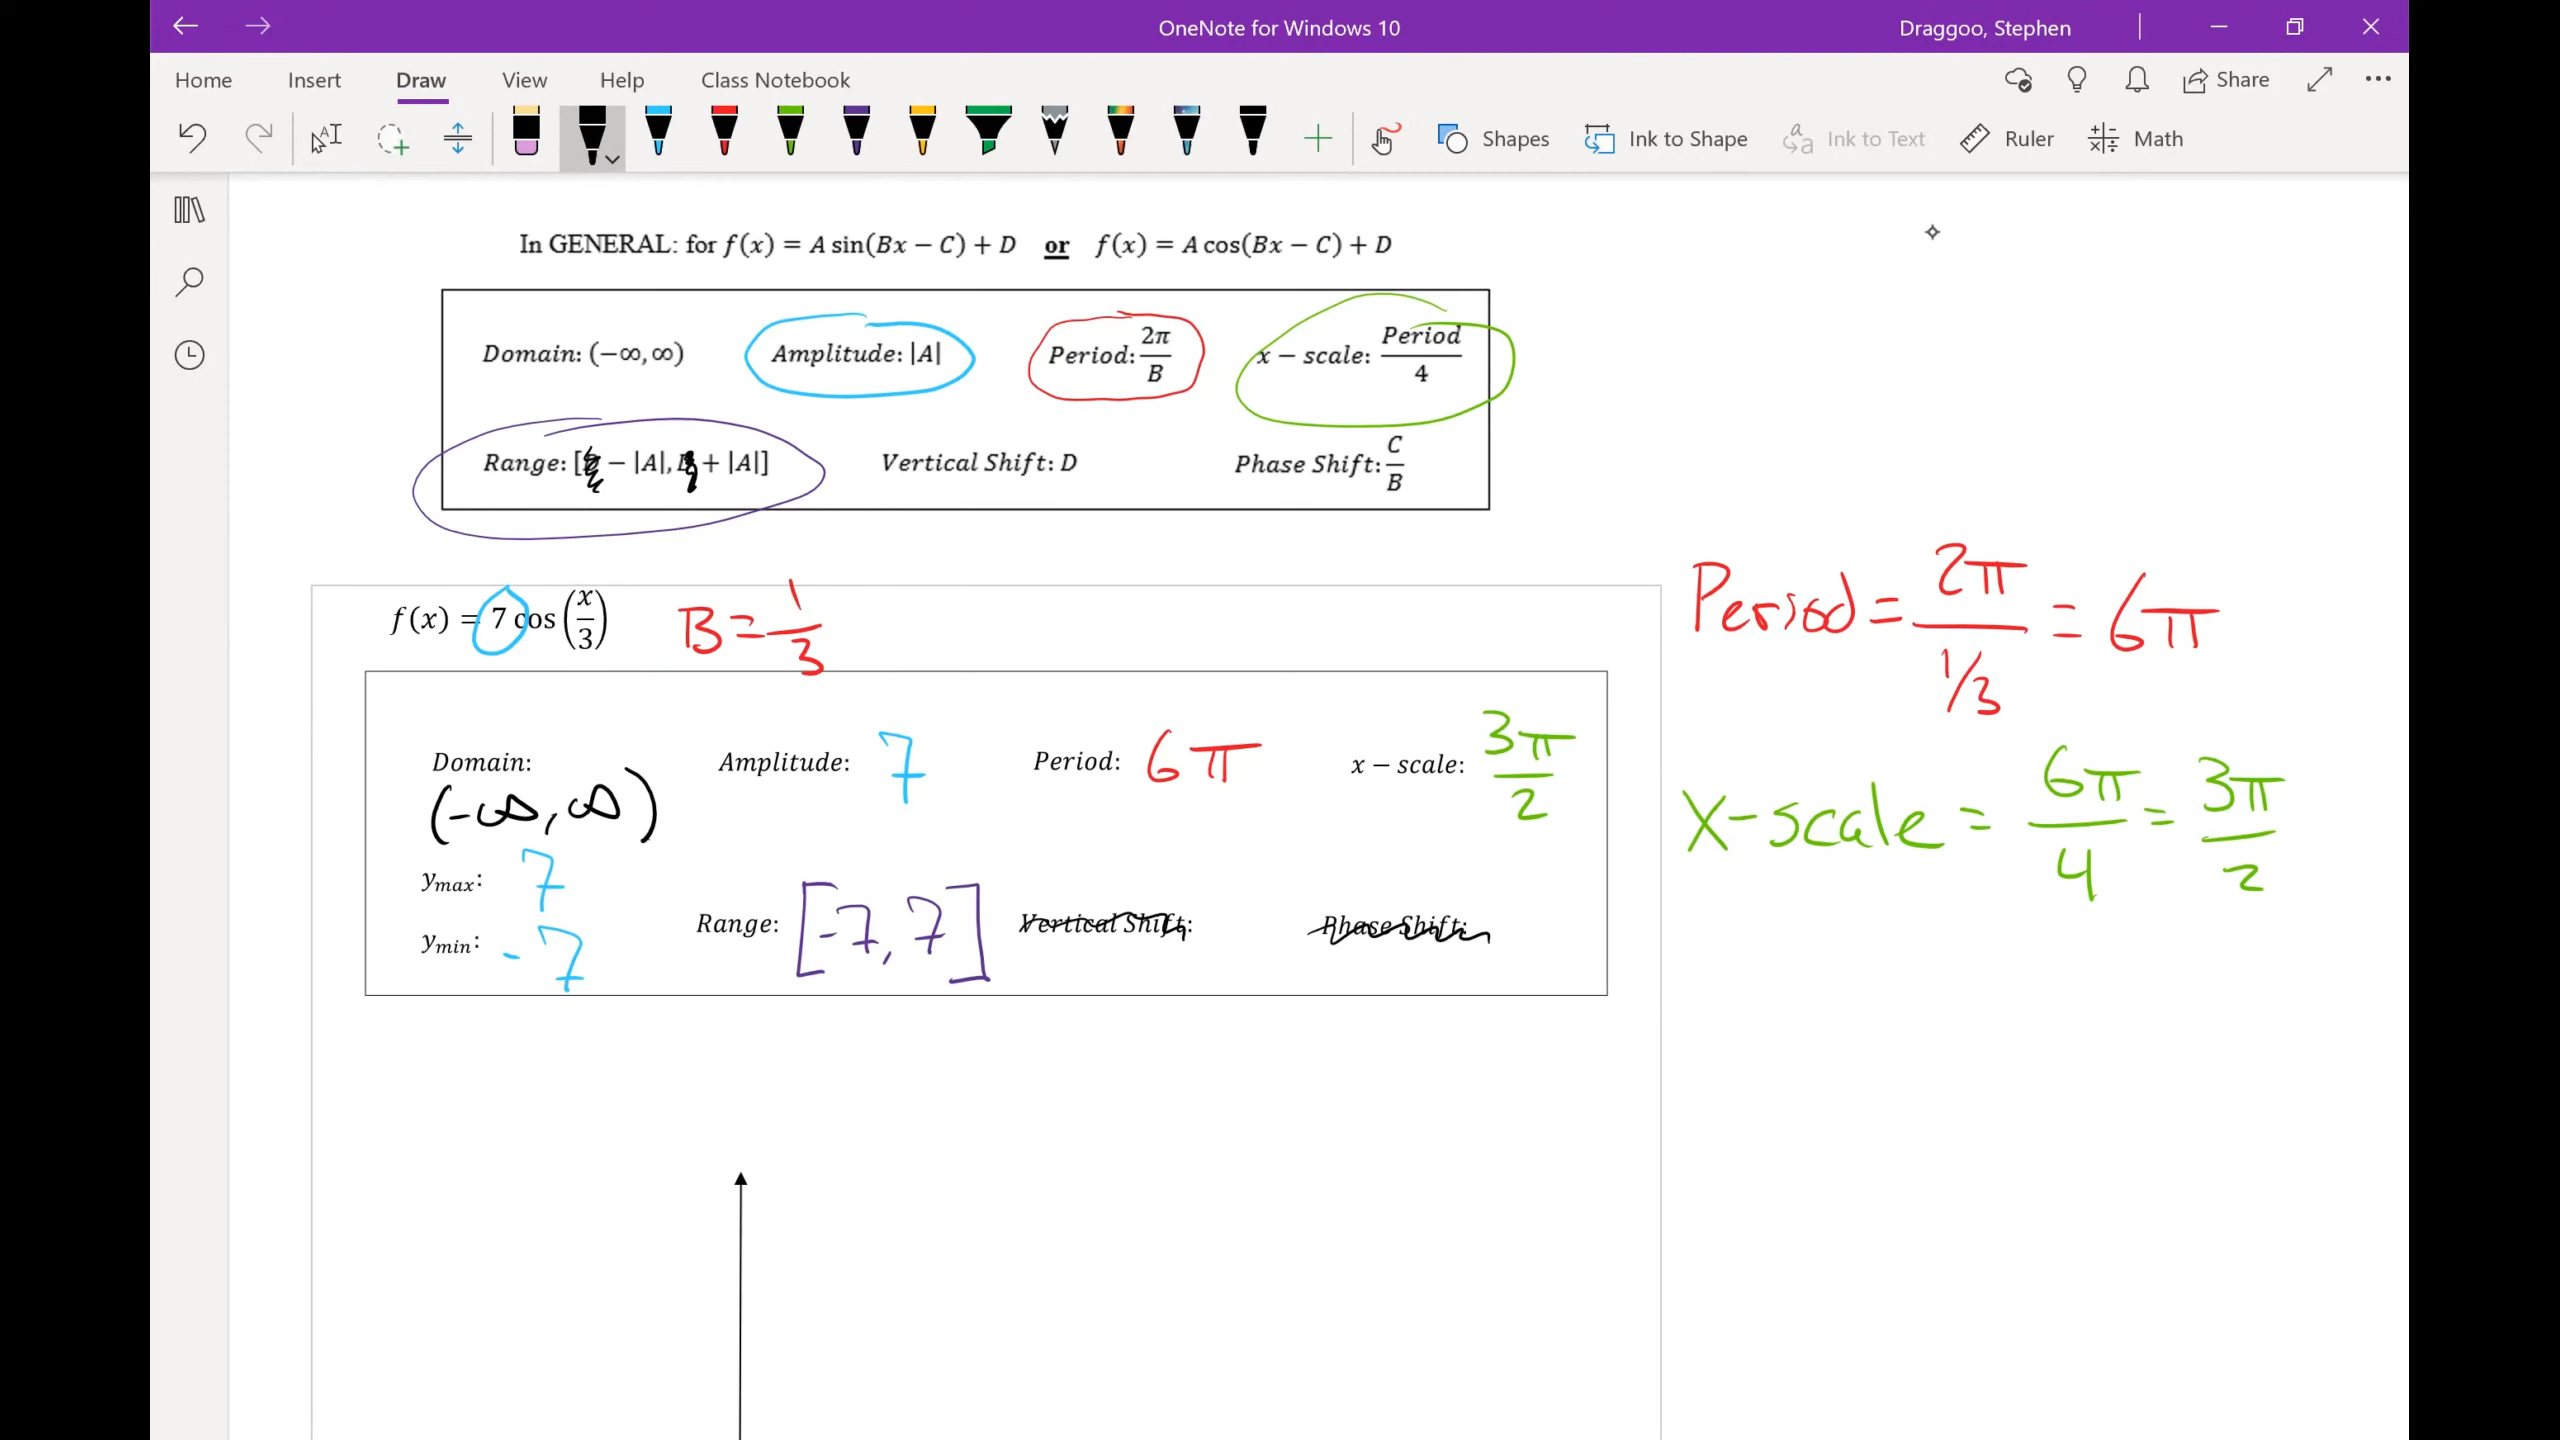 OneNote for Windows 10
Draggoo, Stephen
Home Insert Draw View Help Class Notebook
Share
Shapes Ink to Shape Ink to Text Ruler Math
In GENERAL: for f(x) = A sin(Bx − C) + D or f(x) = A cos(Bx − C) + D
Domain: (−∞, ∞) Amplitude: |A| Period: 2π/B x − scale: Period/4
Range: [D − |A|, D + |A|] Vertical Shift: D Phase Shift: C/B
f(x) = 7 cos(x/3) B = 1/3
Period = 2π/(1/3) = 6π
Domain: Amplitude: 7 Period: 6π x − scale: 3π/2
(-∞, ∞)
X-scale = 6π/4 = 3π/2
ymax: 7
Range: [-7, 7] Vertical Shift: Phase Shift:
ymin: -7